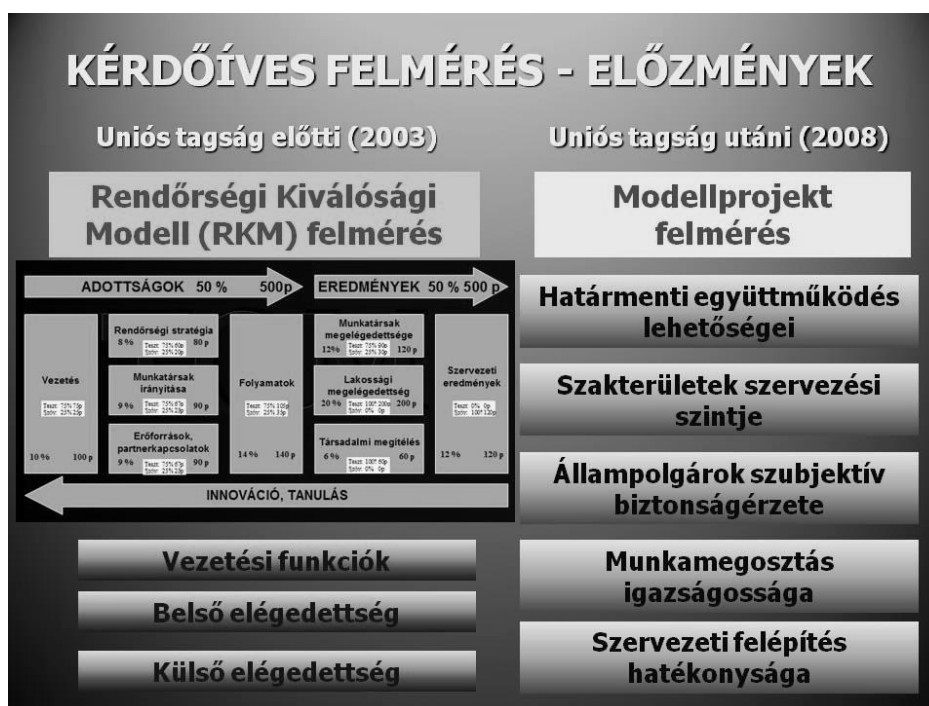 KÉRDŐÍVES FELMÉRÉS - ELŐZMÉNYEK
Uniós tagság előtti (2003)
Rendőrségi Kiválósági
Modell (RKM) felmérés
ADOTTSÁGOK 50 % 500p
EREDMÉNYEK 50 % 500 p
Vezetés
10 % 100 p
Rendőrségi stratégia
8 % 80 p
Munkatársak
irányítása
9 % 90 p
Erőforrások,
partnerkapcsolatok
9 % 90 p
Folyamatok
14 % 140 p
Munkatársak
megelégedettsége
12% 120 p
Lakossági
megelégedettség
20 % 200 p
Társadalmi megítélés
6 % 60 p
Szervezeti
eredmények
12 % 120 p
INNOVÁCIÓ, TANULÁS
Vezetési funkciók
Belső elégedettség
Külső elégedettség
Uniós tagság utáni (2008)
Modellprojekt
felmérés
Határmenti együttműködés
lehetőségei
Szakterületek szervezési
szintje
Állampolgárok szubjektív
biztonságérzete
Munkamegosztás
igazságossága
Szervezeti felépítés
hatékonysága